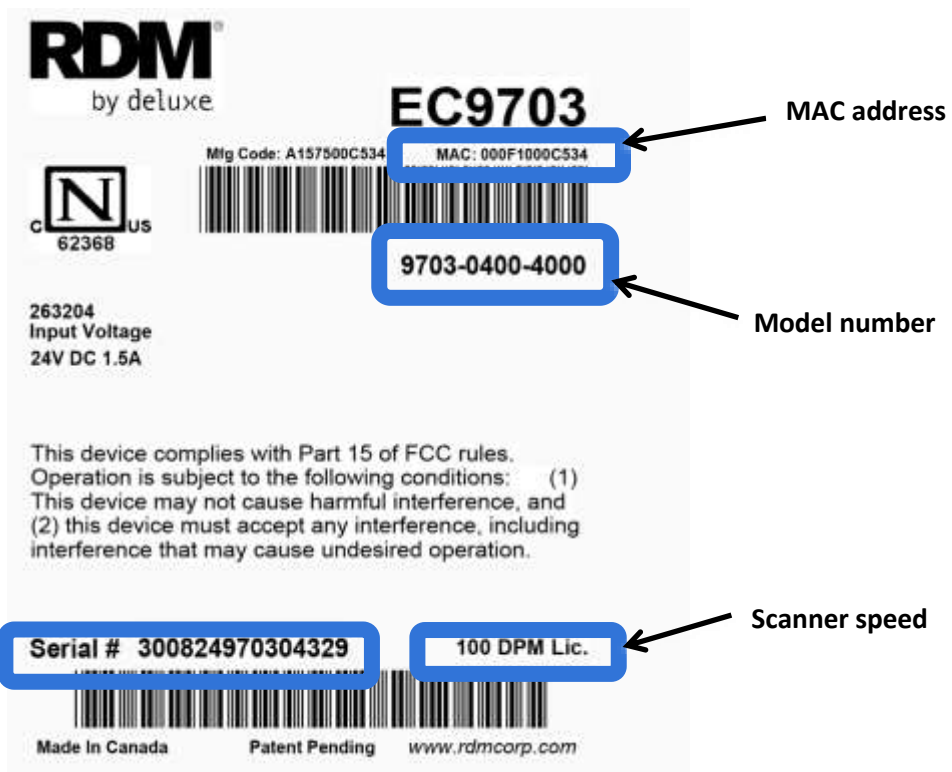 RDM®
by deluxe
EC9703
MAC address
Mfg Code: A157500C534 MAC: 000F1000C534
N
C US
62368
9703-0400-4000
263204
Input Voltage
24V DC 1.5A
Model number
This device complies with Part 15 of FCC rules.
Operation is subject to the following conditions: (1)
This device may not cause harmful interference, and
(2) this device must accept any interference, including
interference that may cause undesired operation.
Scanner speed
Serial # 300824970304329 100 DPM Lic.
Made In Canada Patent Pending www.rdmcorp.com